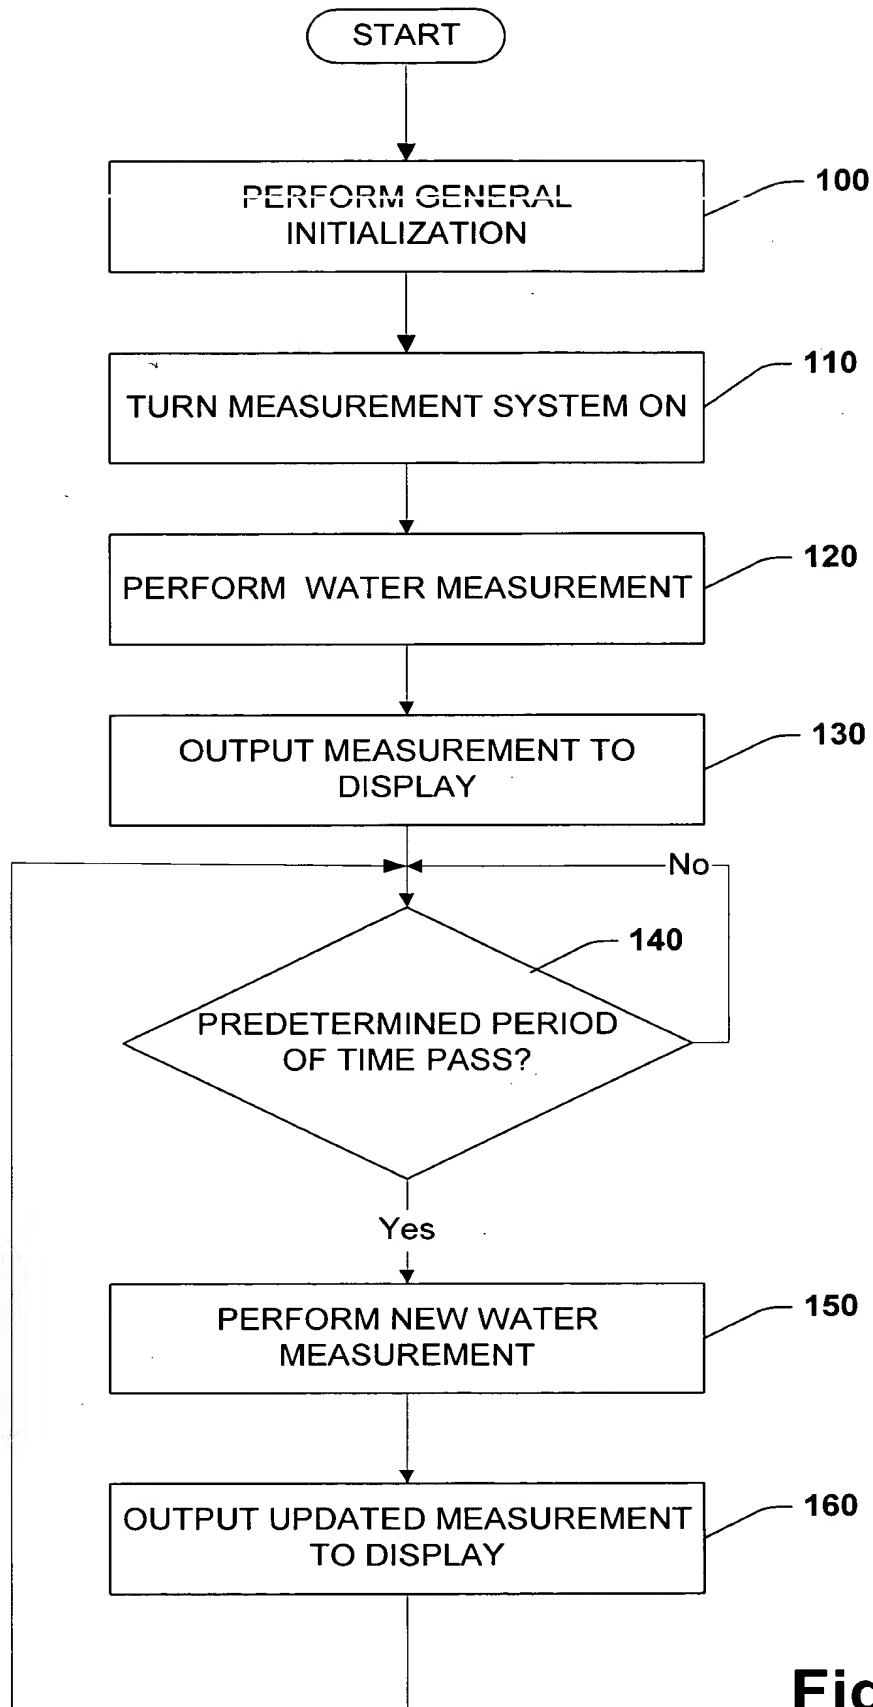 START
PERFORM GENERAL
INITIALIZATION
100
TURN MEASUREMENT SYSTEM ON
110
PERFORM WATER MEASUREMENT
120
OUTPUT MEASUREMENT TO
DISPLAY
130
No
140
PREDETERMINED PERIOD
OF TIME PASS?
Yes
PERFORM NEW WATER
MEASUREMENT
150
OUTPUT UPDATED MEASUREMENT
TO DISPLAY
160
Fig